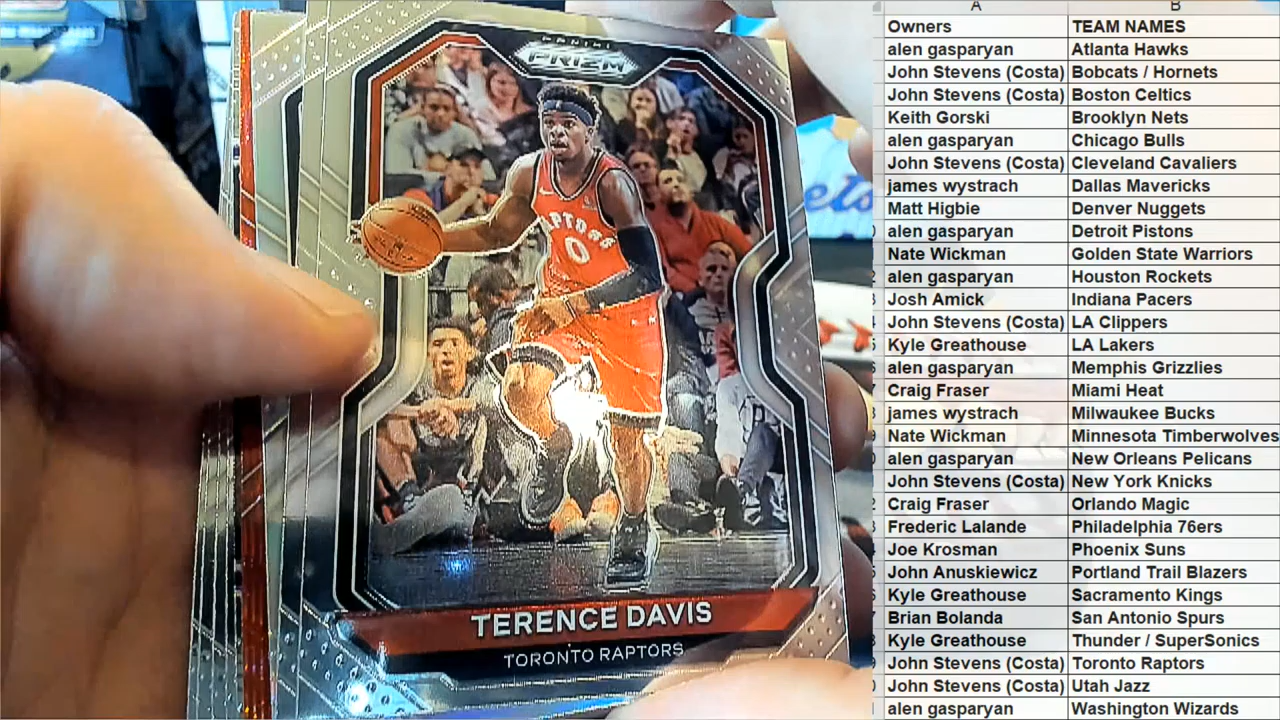 PANINI
PRIZM
RAPTORS
0
TERENCE DAVIS
TORONTO RAPTORS
A B
Owners TEAM NAMES
alen gasparyan Atlanta Hawks
John Stevens (Costa) Bobcats / Hornets
John Stevens (Costa) Boston Celtics
Keith Gorski Brooklyn Nets
alen gasparyan Chicago Bulls
John Stevens (Costa) Cleveland Cavaliers
james wystrach Dallas Mavericks
Matt Higbie Denver Nuggets
alen gasparyan Detroit Pistons
Nate Wickman Golden State Warriors
alen gasparyan Houston Rockets
Josh Amick Indiana Pacers
John Stevens (Costa) LA Clippers
Kyle Greathouse LA Lakers
alen gasparyan Memphis Grizzlies
Craig Fraser Miami Heat
james wystrach Milwaukee Bucks
Nate Wickman Minnesota Timberwolves
alen gasparyan New Orleans Pelicans
John Stevens (Costa) New York Knicks
Craig Fraser Orlando Magic
Frederic Lalande Philadelphia 76ers
Joe Krosman Phoenix Suns
John Anuskiewicz Portland Trail Blazers
Kyle Greathouse Sacramento Kings
Brian Bolanda San Antonio Spurs
Kyle Greathouse Thunder / SuperSonics
John Stevens (Costa) Toronto Raptors
John Stevens (Costa) Utah Jazz
alen gasparyan Washington Wizards